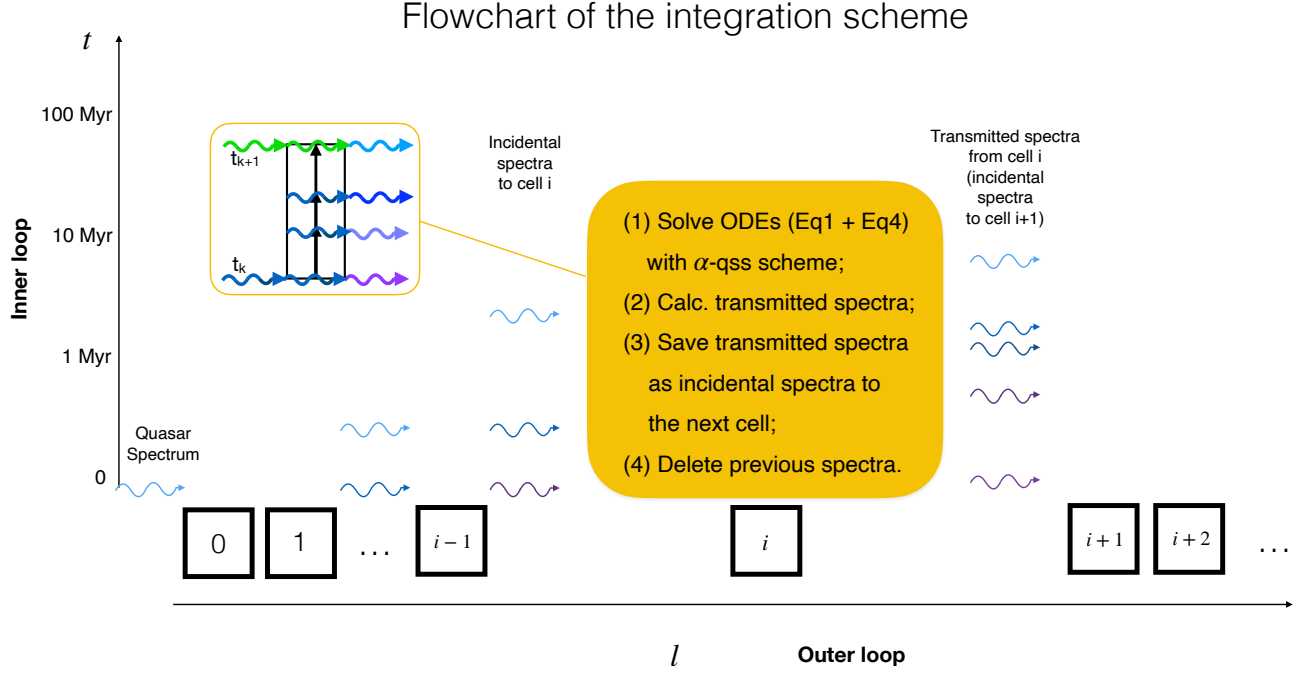 Flowchart of the integration scheme
t
100 Myr
10 Myr
1 Myr
0
Inner loop
t_{k+1}
t_k
Quasar
Spectrum
Incidental
spectra
to cell i
(1) Solve ODEs (Eq1 + Eq4)
with α-qss scheme;
(2) Calc. transmitted spectra;
(3) Save transmitted spectra
as incidental spectra to
the next cell;
(4) Delete previous spectra.
Transmitted spectra
from cell i
(incidental
spectra
to cell i+1)
0 1 ... i − 1 i i + 1 i + 2 ...
l Outer loop